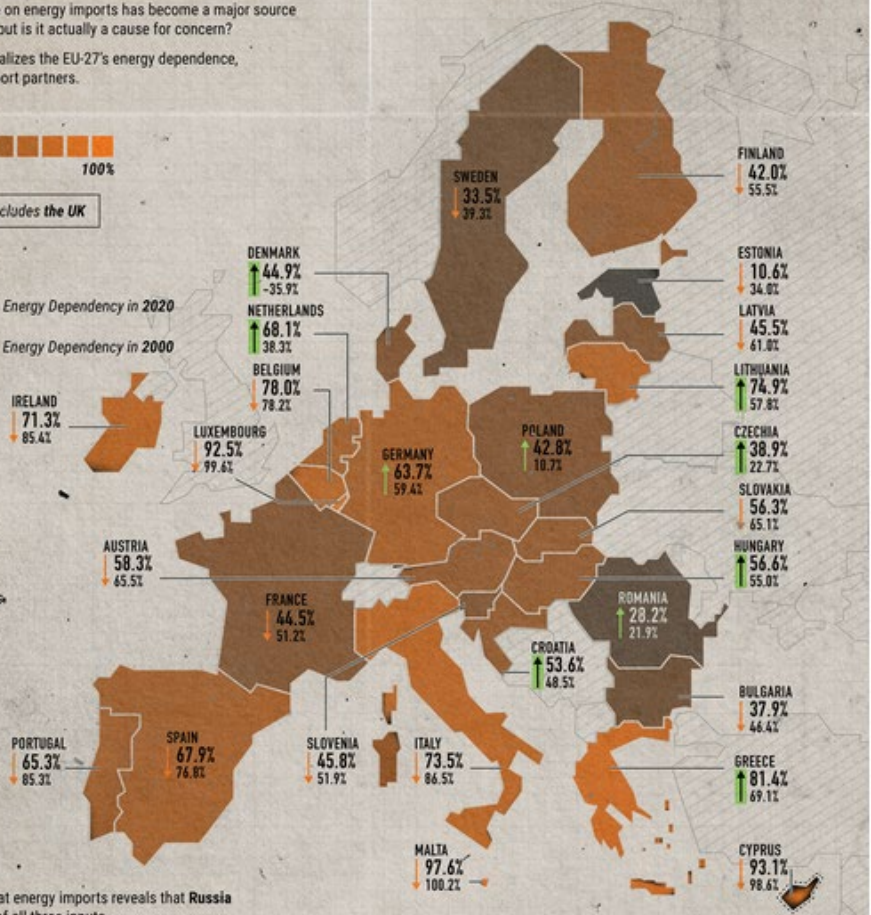 e on energy imports has become a major source
but is it actually a cause for concern?
alizes the EU-27's energy dependence,
ort partners.
100%
cludes the UK
Energy Dependency in 2020
Energy Dependency in 2000
SWEDEN
33.5%
39.3%
FINLAND
42.0%
55.5%
DENMARK
44.9%
-35.9%
ESTONIA
10.6%
34.0%
NETHERLANDS
68.1%
38.3%
LATVIA
45.5%
61.0%
BELGIUM
78.0%
78.2%
LITHUANIA
74.9%
57.8%
IRELAND
71.3%
85.4%
LUXEMBOURG
92.5%
99.6%
GERMANY
63.7%
59.4%
POLAND
42.8%
10.7%
CZECHIA
38.9%
22.7%
SLOVAKIA
56.3%
65.1%
AUSTRIA
58.3%
65.5%
HUNGARY
56.6%
55.0%
FRANCE
44.5%
51.2%
ROMANIA
28.2%
21.9%
CROATIA
53.6%
48.5%
BULGARIA
37.9%
46.4%
PORTUGAL
65.3%
85.3%
SPAIN
67.9%
76.8%
SLOVENIA
45.8%
51.9%
ITALY
73.5%
86.5%
GREECE
81.4%
69.1%
MALTA
97.6%
100.2%
CYPRUS
93.1%
98.6%
at energy imports reveals that Russia
of all three inputs